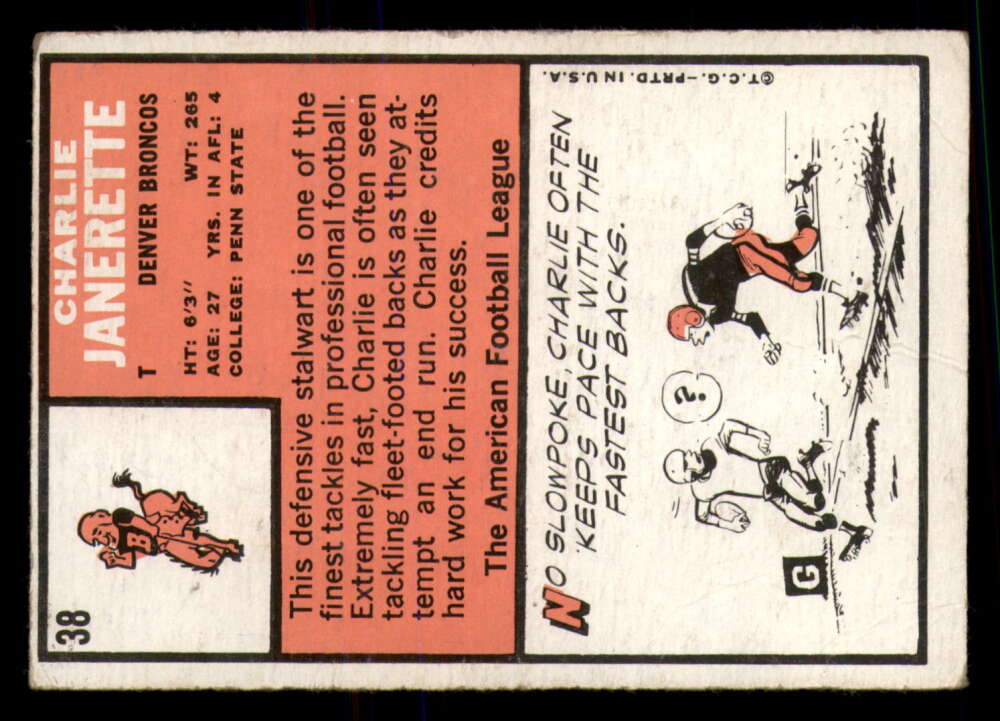 38
CHARLIE
JANERETTE
T DENVER BRONCOS
HT: 6'3" WT: 265
AGE: 27 YRS. IN AFL: 4
COLLEGE: PENN STATE
This defensive stalwart is one of the
finest tackles in professional football.
Extremely fast, Charlie is often seen
tackling fleet-footed backs as they at-
tempt an end run. Charlie credits
hard work for his success.
The American Football League
NO SLOWPOKE, CHARLIE OFTEN
KEEPS PACE WITH THE
FASTEST BACKS.
?
G
8
©T.C.G.—PRTD. IN U.S.A.